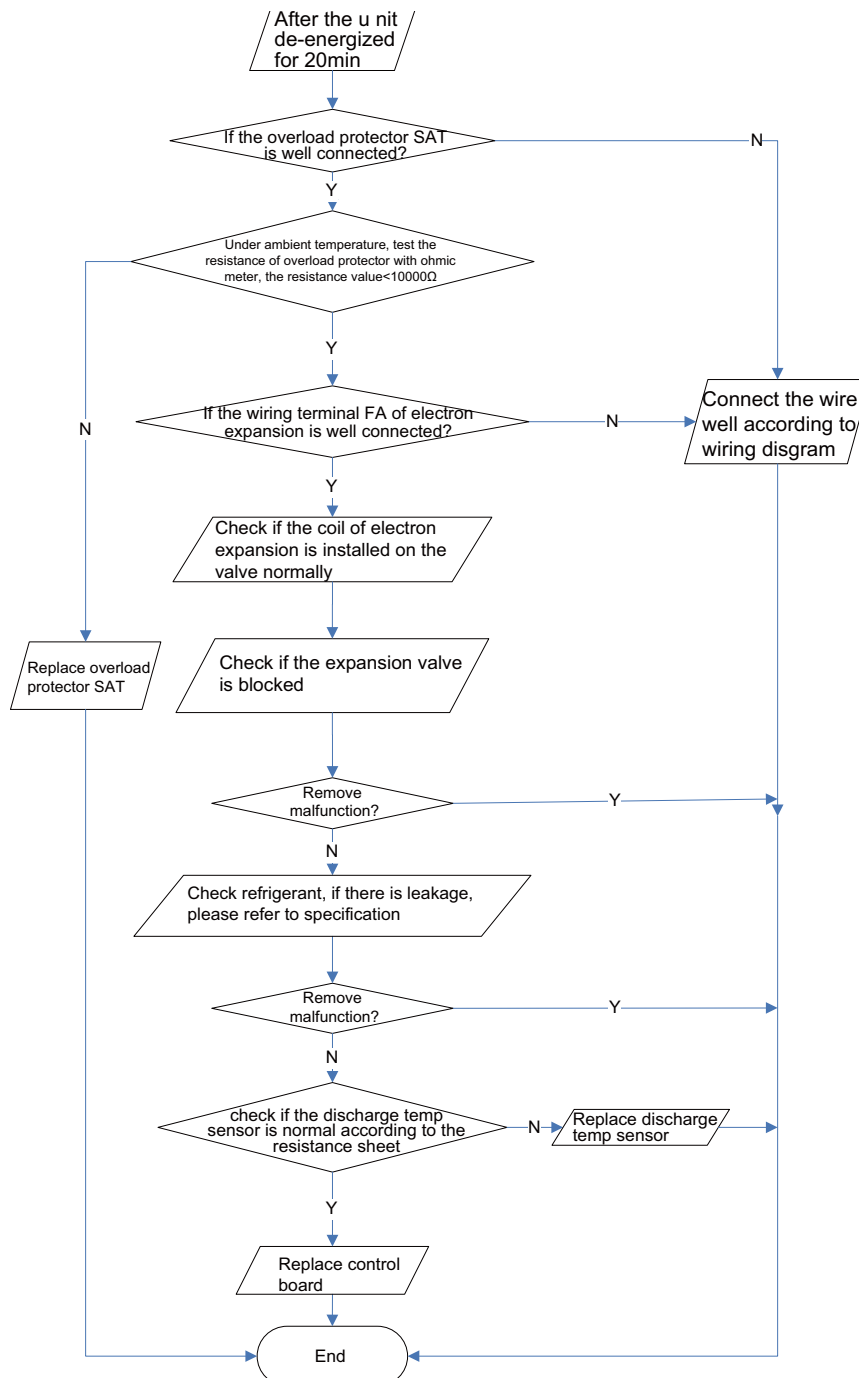 After the u nit
de-energized
for 20min
If the overload protector SAT
is well connected?
N
Y
Under ambient temperature, test the
resistance of overload protector with ohmic
meter, the resistance value<10000Ω
Y
N
If the wiring terminal FA of electron
expansion is well connected?
N
Connect the wire
well according to
wiring disgram
Y
Check if the coil of electron
expansion is installed on the
valve normally
Replace overload
protector SAT
Check if the expansion valve
is blocked
Remove
malfunction?
Y
N
Check refrigerant, if there is leakage,
please refer to specification
Remove
malfunction?
Y
N
check if the discharge temp
sensor is normal according to the
resistance sheet
N
Replace discharge
temp sensor
Y
Replace control
board
End